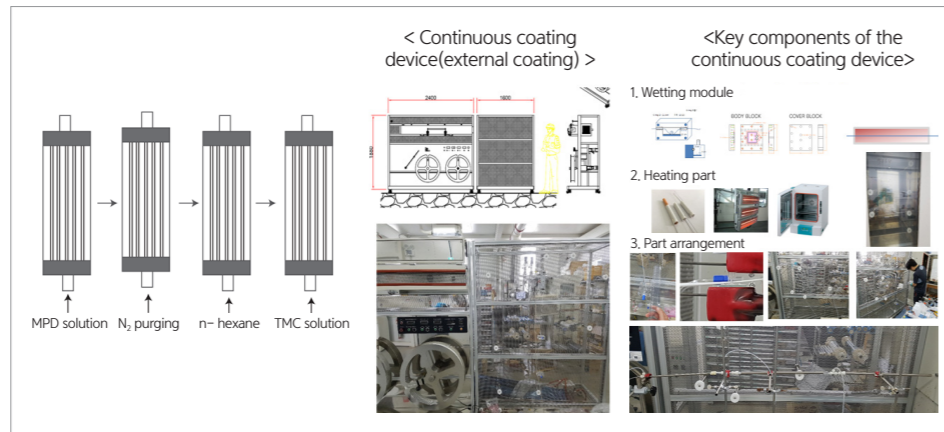 MPD solution
N₂ purging
n- hexane
TMC solution
< Continuous coating
device(external coating) >
2400
1600
<Key components of the
continuous coating device>
1. Wetting module
BODY BLOCK
COVER BLOCK
2. Heating part
3. Part arrangement